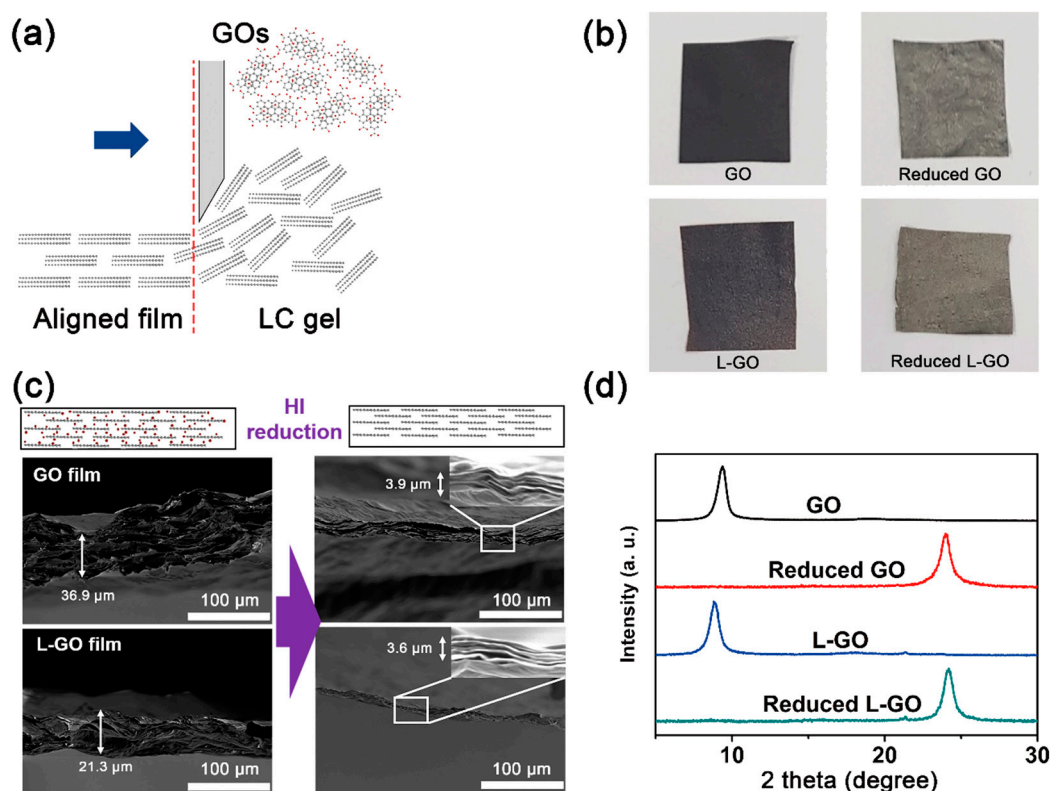 (a)
GOs
Aligned film
LC gel
(b)
GO
Reduced GO
L-GO
Reduced L-GO
(c)
HI
reduction
GO film
36.9 μm
100 μm
3.9 μm
100 μm
L-GO film
21.3 μm
100 μm
3.6 μm
100 μm
(d)
GO
Reduced GO
L-GO
Reduced L-GO
Intensity (a. u.)
10
20
30
2 theta (degree)